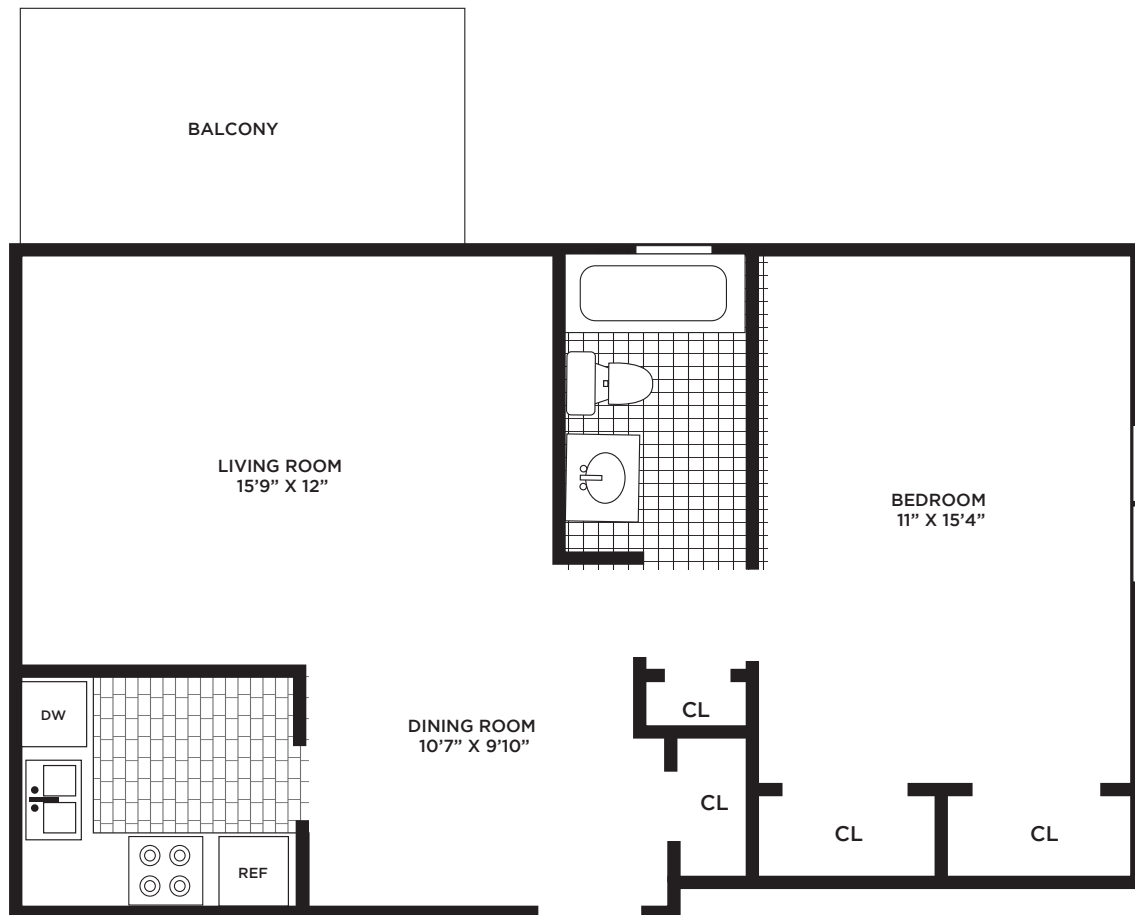 BALCONY
LIVING ROOM
15’9” X 12”
BEDROOM
11” X 15’4”
DW
DINING ROOM
10’7” X 9’10”
CL
CL
CL
CL
REF